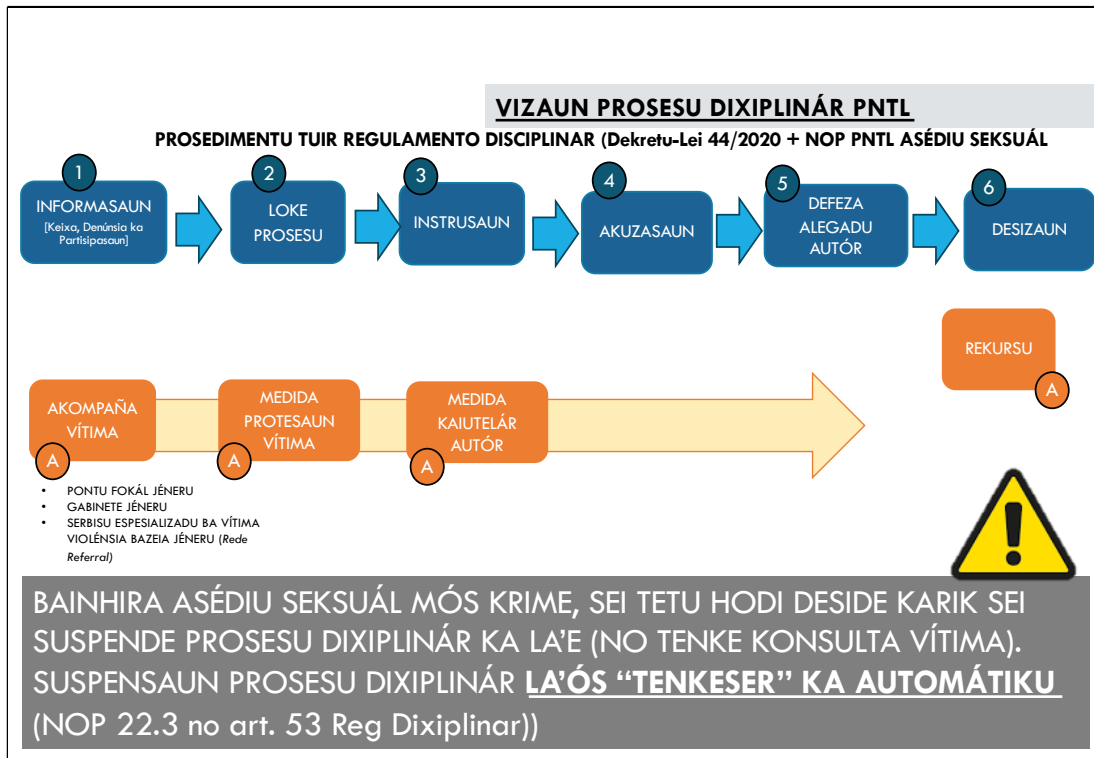 VIZAUN PROSESU DIXIPLINÁR PNTL
PROSEDIMENTU TUIR REGULAMENTO DISCIPLINAR (Dekretu-Lei 44/2020 + NOP PNTL ASÉDIU SEKSUÁL
1
INFORMASAUN
[Keixa, Denúnsia ka
Partisipasaun]
2
LOKE
PROSESU
3
INSTRUSAUN
4
AKUZASAUN
5
DEFEZA
ALEGADU
AUTÓR
6
DESIZAUN
REKURSU
A
AKOMPAÑA
VÍTIMA
A
MEDIDA
PROTESAUN
VÍTIMA
A
MEDIDA
KAIUTELÁR
AUTÓR
A
• PONTU FOKÁL JÉNERU
• GABINETE JÉNERU
• SERBISU ESPESIALIZADU BA VÍTIMA
VIOLÉNSIA BAZEIA JÉNERU (Rede
Referral)
BAINHIRA ASÉDIU SEKSUÁL MÓS KRIME, SEI TETU HODI DESIDE KARIK SEI
SUSPENDE PROSESU DIXIPLINÁR KA LA'E (NO TENKE KONSULTA VÍTIMA).
SUSPENSAUN PROSESU DIXIPLINÁR LA'ÓS “TENKESER” KA AUTOMÁTIKU
(NOP 22.3 no art. 53 Reg Dixiplinar))